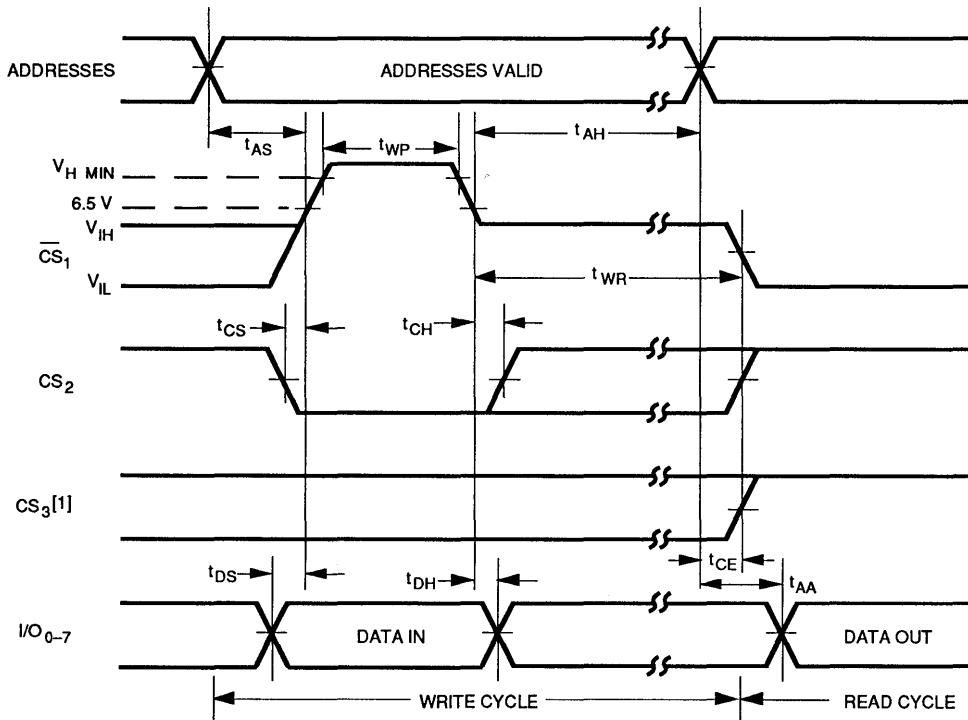 ADDRESSES
ADDRESSES VALID
tAS
tWP
tAH
VH MIN
6.5 V
VIH
CS1
VIL
tWR
tCS
tCH
CS2
CS3[1]
tCE
tDS
tDH
tAA
I/O0–7
DATA IN
DATA OUT
WRITE CYCLE
READ CYCLE